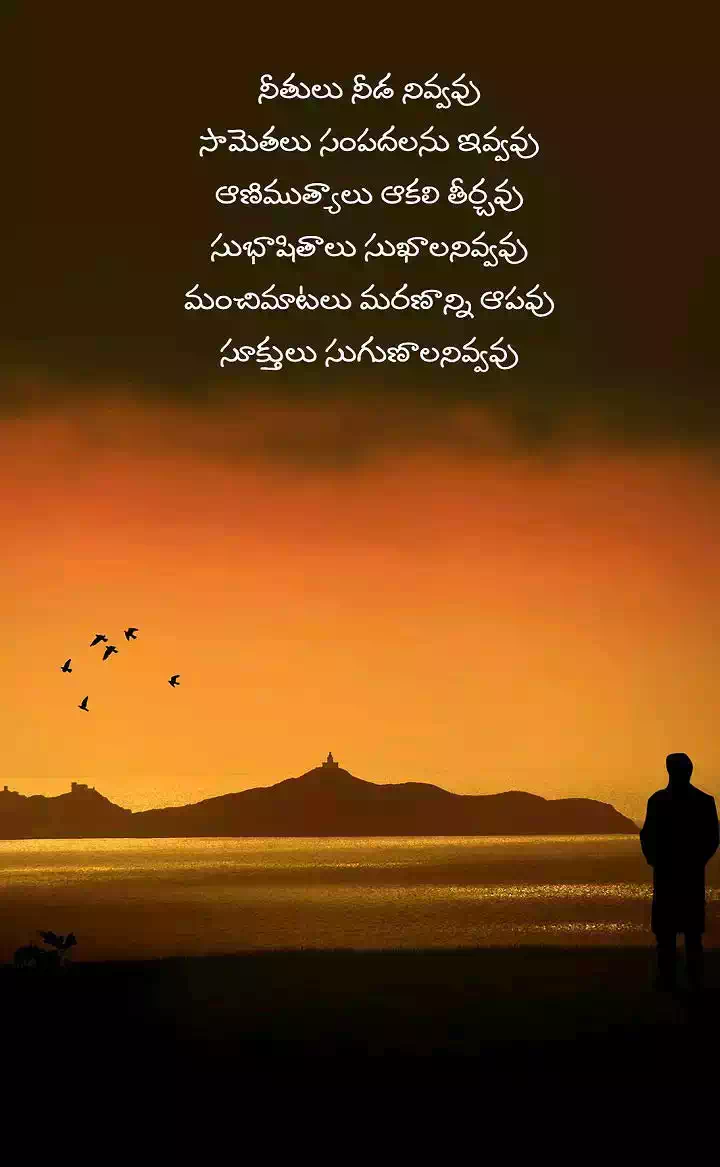 నీతులు నీడ నివ్వవు
సామెతలు సంపదలను ఇవ్వవు
ఆణిముత్యాలు ఆకలి తీర్చవు
సుభాషితాలు సుఖాలనివ్వవు
మంచిమాటలు మరణాన్ని ఆపవు
సూక్తులు సుగుణాలనివ్వవు